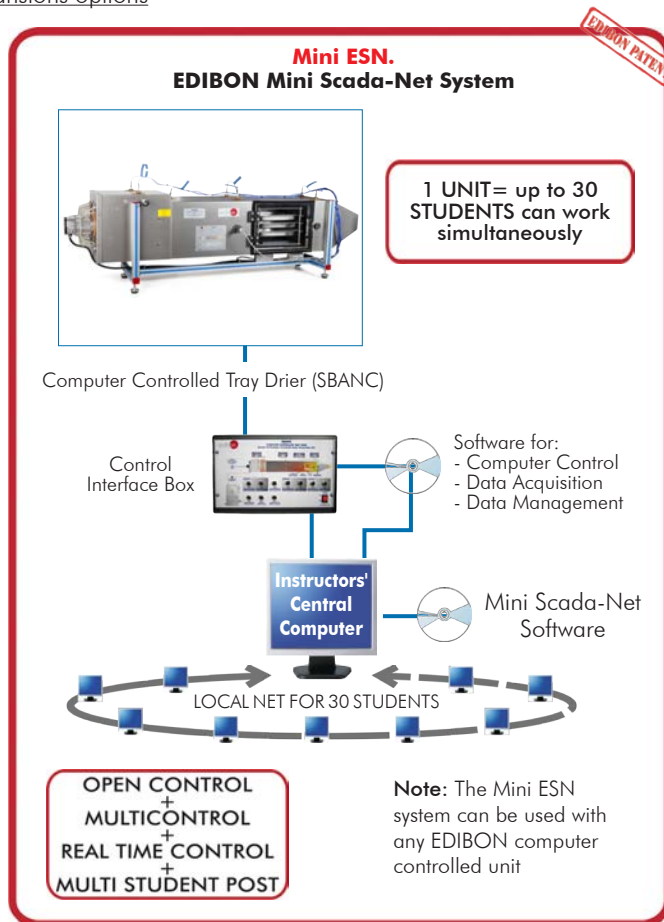 options
EDIBON PATENT
Mini ESN.
EDIBON Mini Scada-Net System
1 UNIT= up to 30
STUDENTS can work
simultaneously
Computer Controlled Tray Drier (SBANC)
Control
Interface Box
Software for:
- Computer Control
- Data Acquisition
- Data Management
Instructors'
Central
Computer
Mini Scada-Net
Software
LOCAL NET FOR 30 STUDENTS
OPEN CONTROL
+
MULTICONTROL
+
REAL TIME CONTROL
+
MULTI STUDENT POST
Note: The Mini ESN
system can be used with
any EDIBON computer
controlled unit